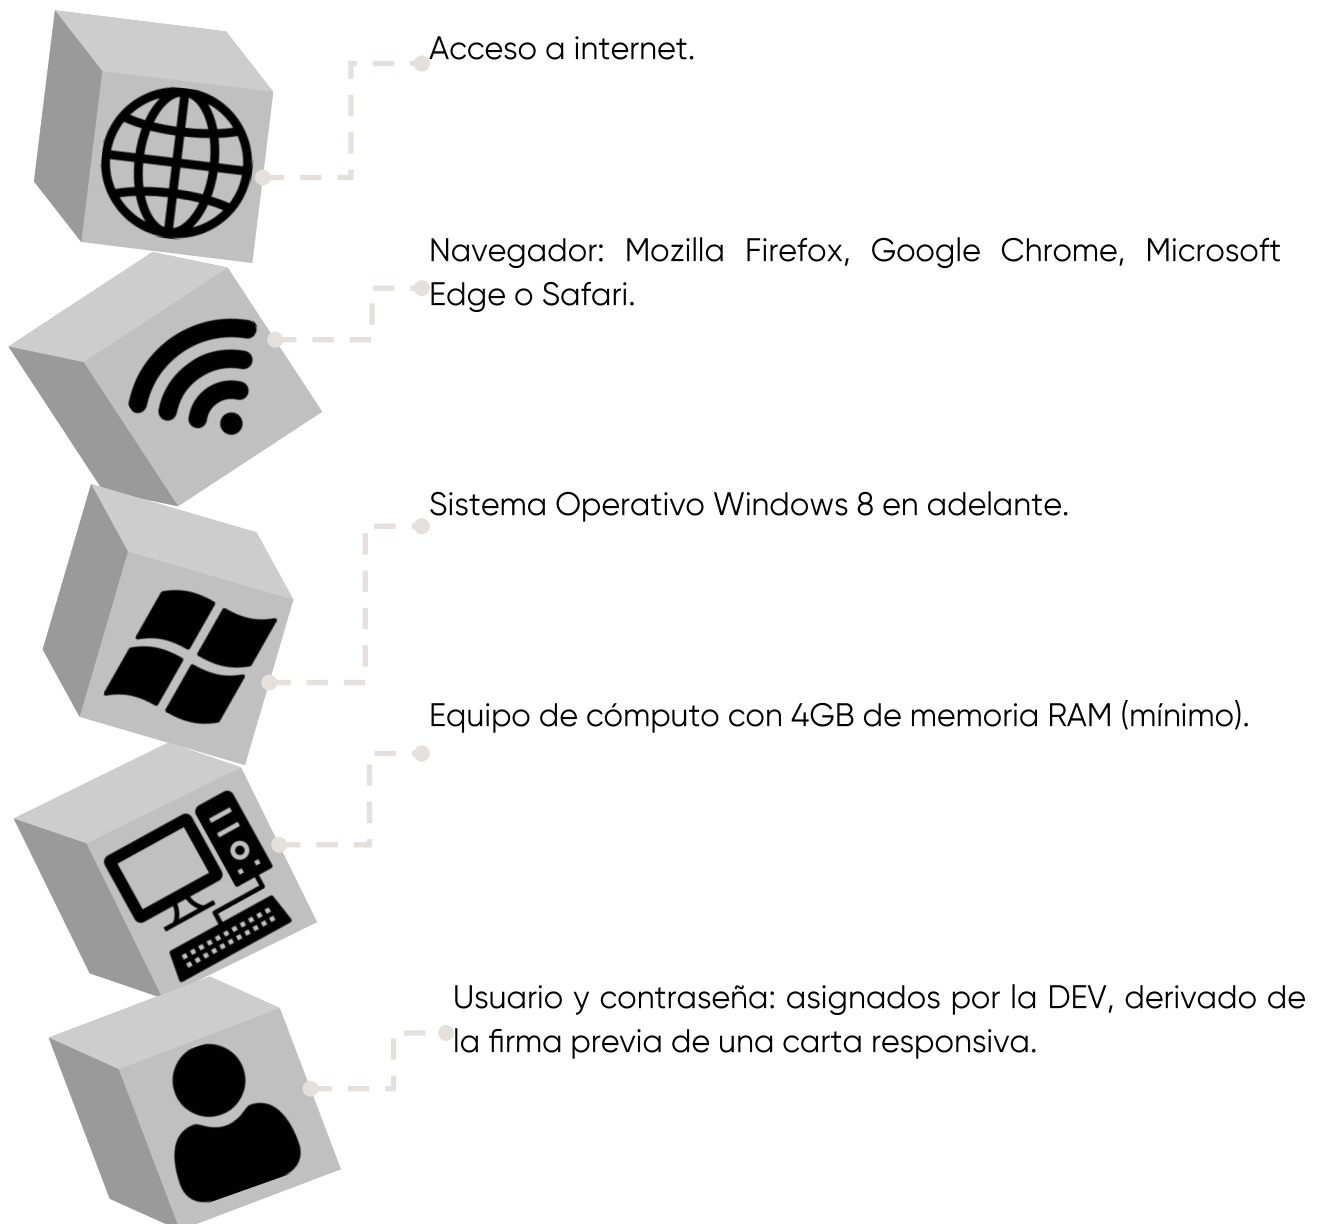 Acceso a internet.
Navegador: Mozilla Firefox, Google Chrome, Microsoft
Edge o Safari.
Sistema Operativo Windows 8 en adelante.
Equipo de cómputo con 4GB de memoria RAM (mínimo).
Usuario y contraseña: asignados por la DEV, derivado de
la firma previa de una carta responsiva.